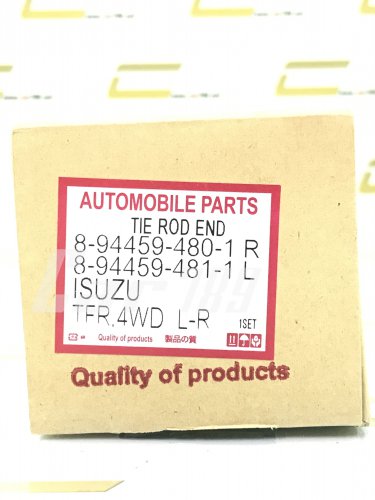 AUTOMOBILE PARTS
TIE ROD END
8-94459-480-1 R
8-94459-481-1 L
ISUZU
TFR.4WD L-R 1SET
Quality of products 製品の質
Quality of products